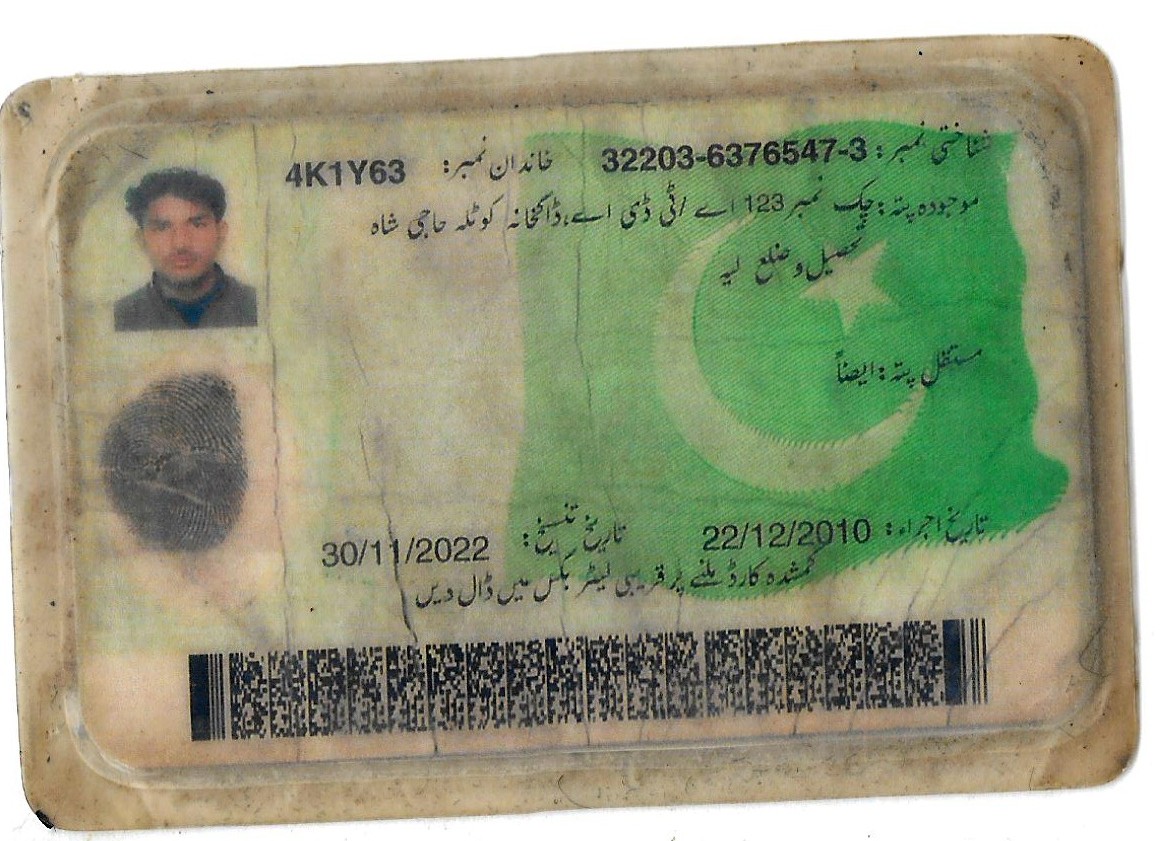 شناختی نمبر: 32203-6376547-3 خاندان نمبر: 4K1Y63
موجودہ پتہ: چک نمبر 123 اے /ٹی ڈی اے، ڈاکخانہ کوٹلہ حاجی شاہ
تحصیل و ضلع لیہ
مستقل پتہ: ایضاً
تاریخ اجراء: 22/12/2010 تاریخ تنسیخ: 30/11/2022
گمشدہ کارڈ ملنے پر قریبی لیٹر بکس میں ڈال دیں